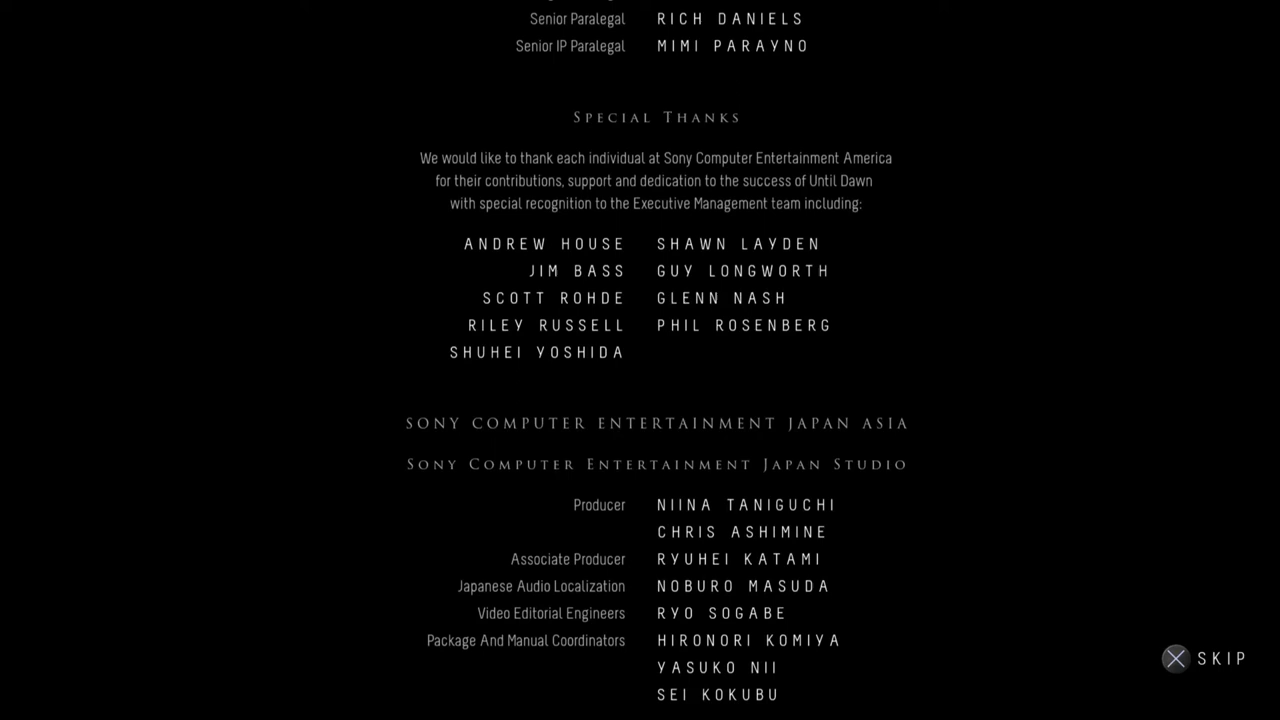 Senior Paralegal RICH DANIELS
Senior IP Paralegal MIMI PARAYNO
SPECIAL THANKS
We would like to thank each individual at Sony Computer Entertainment America
for their contributions, support and dedication to the success of Until Dawn
with special recognition to the Executive Management team including:
ANDREW HOUSE SHAWN LAYDEN
JIM BASS GUY LONGWORTH
SCOTT ROHDE GLENN NASH
RILEY RUSSELL PHIL ROSENBERG
SHUHEI YOSHIDA
SONY COMPUTER ENTERTAINMENT JAPAN ASIA
SONY COMPUTER ENTERTAINMENT JAPAN STUDIO
Producer NIINA TANIGUCHI
CHRIS ASHIMINE
Associate Producer RYUHEI KATAMI
Japanese Audio Localization NOBURO MASUDA
Video Editorial Engineers RYO SOGABE
Package And Manual Coordinators HIRONORI KOMIYA
YASUKO NII
SEI KOKUBU
SKIP